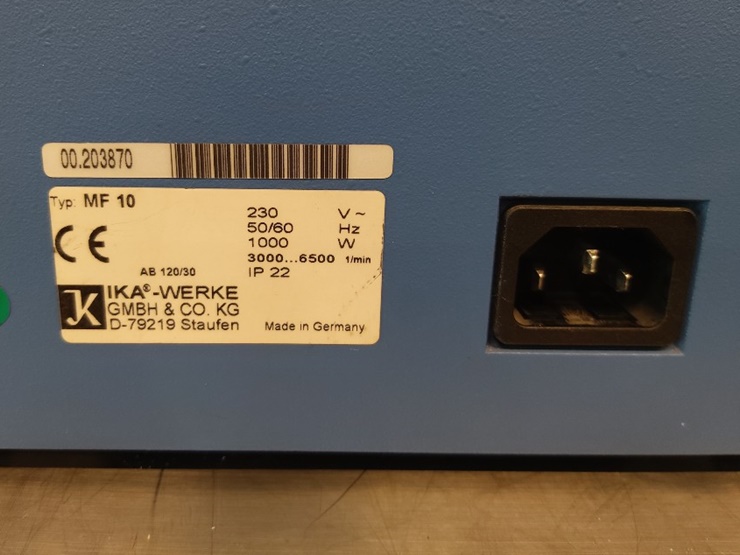 00.203870
Typ: MF 10
230 V ~
50/60 Hz
1000 W
3000...6500 1/min
AB 120/30
IP 22
IKA®-WERKE
GMBH & CO. KG
D-79219 Staufen
Made in Germany
CE